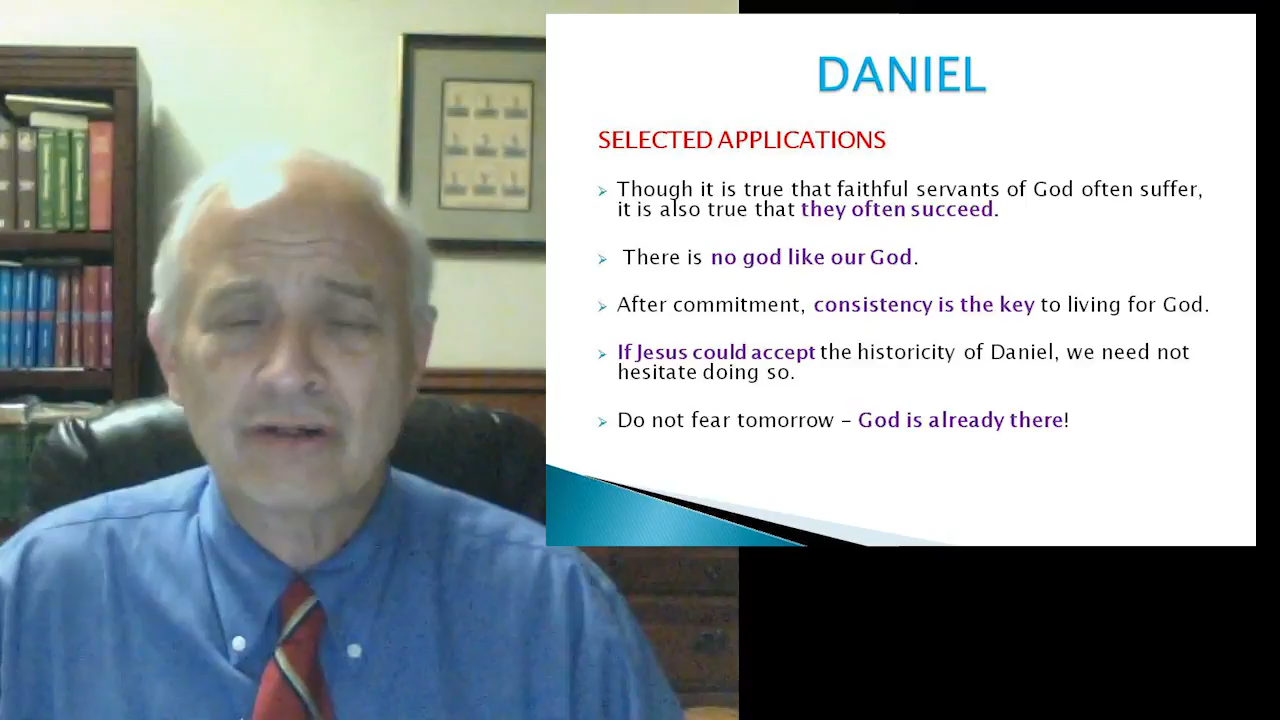 DANIEL
SELECTED APPLICATIONS
Though it is true that faithful servants of God often suffer,
it is also true that they often succeed.
There is no god like our God.
After commitment, consistency is the key to living for God.
If Jesus could accept the historicity of Daniel, we need not
hesitate doing so.
Do not fear tomorrow – God is already there!